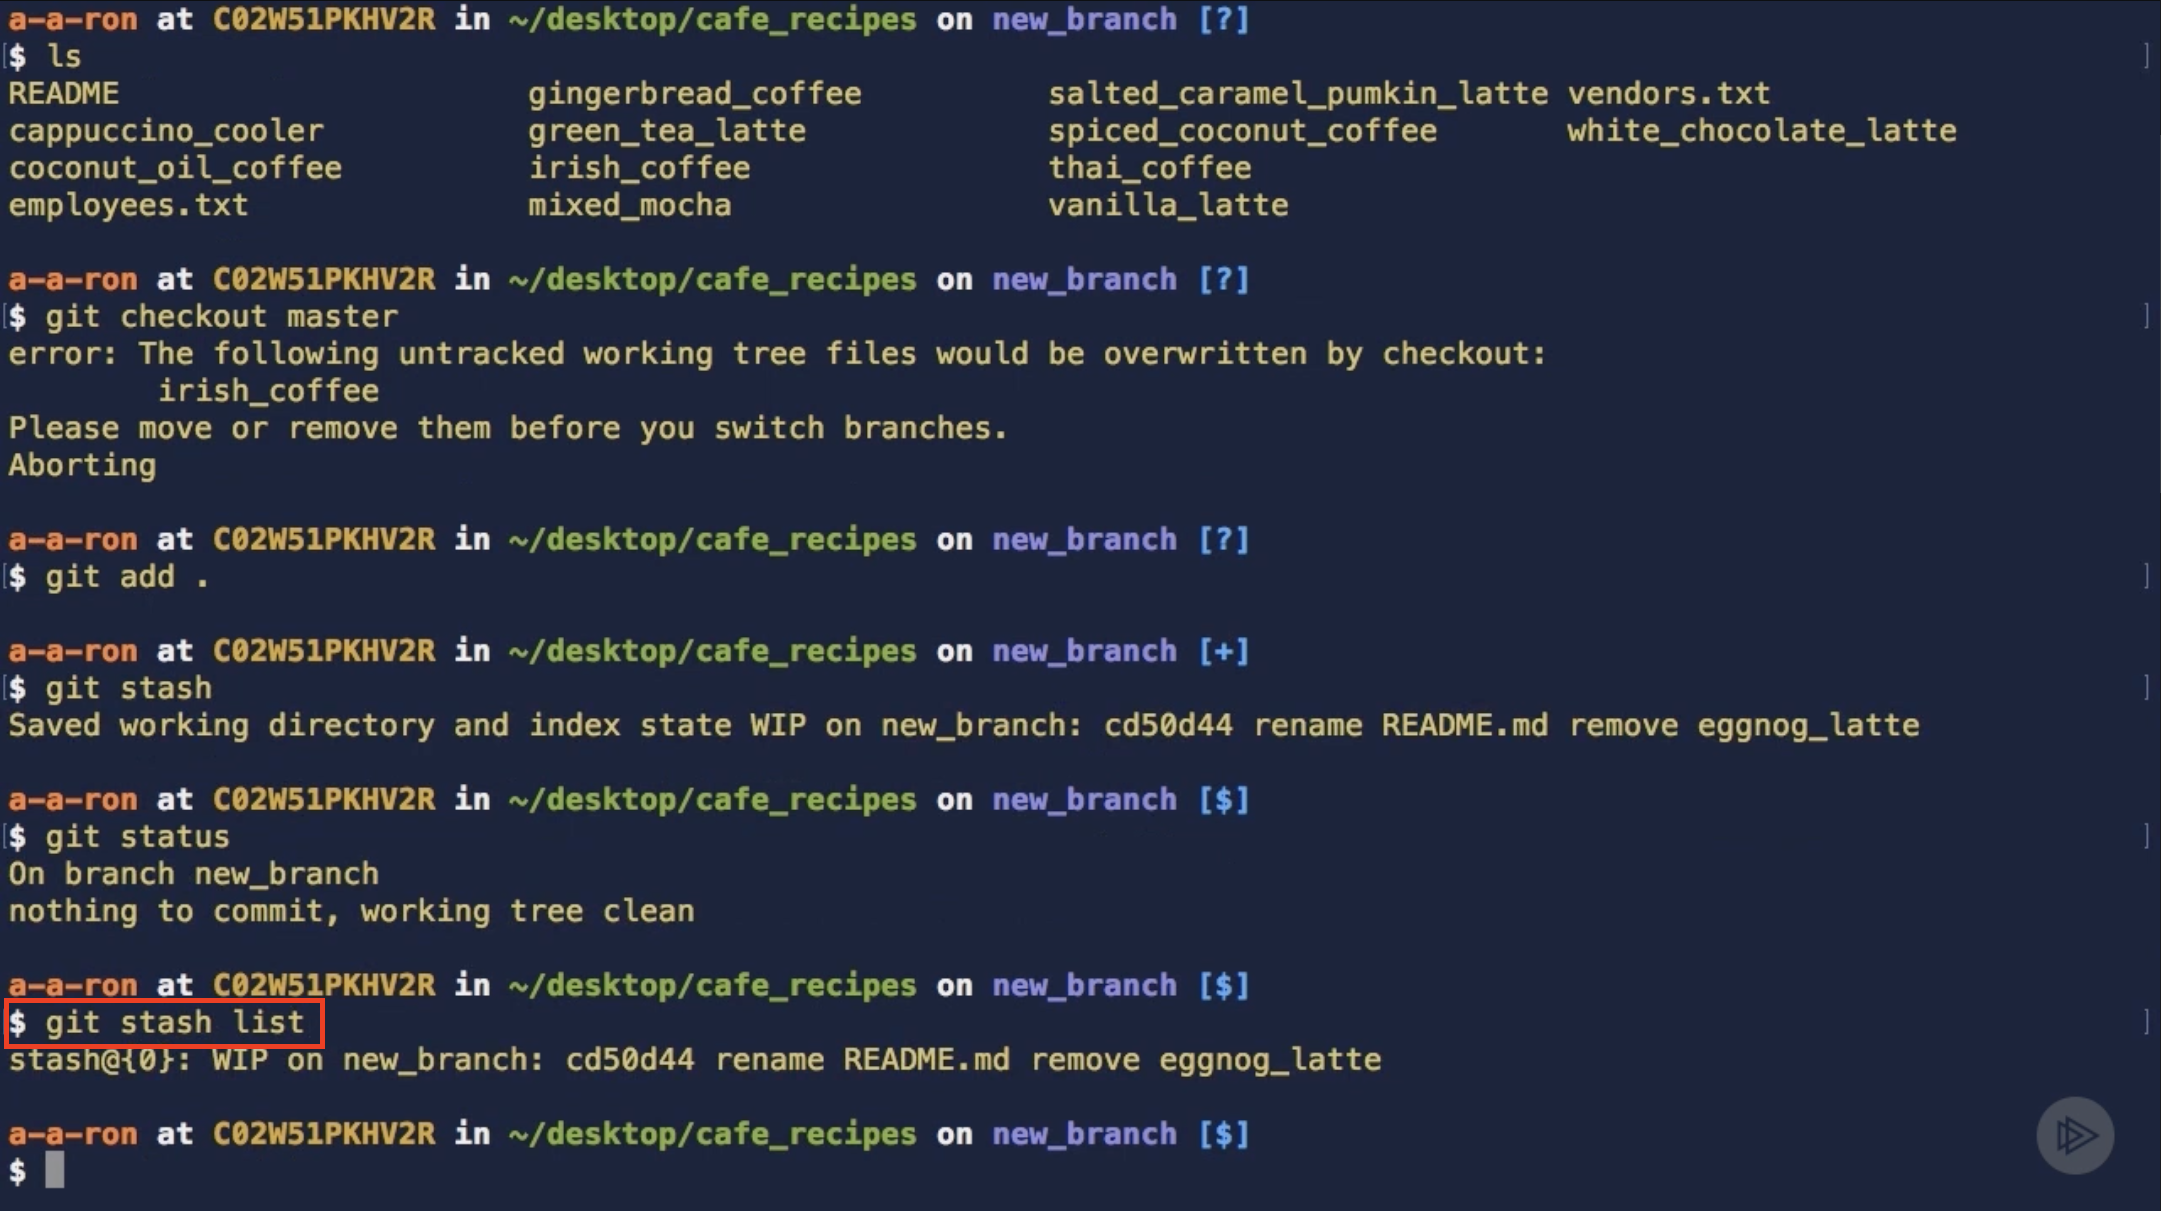 a-a-ron at C02W51PKHV2R in ~/desktop/cafe_recipes on new_branch [?]
[$ ls ]
README gingerbread_coffee salted_caramel_pumkin_latte vendors.txt
cappuccino_cooler green_tea_latte spiced_coconut_coffee white_chocolate_latte
coconut_oil_coffee irish_coffee thai_coffee
employees.txt mixed_mocha vanilla_latte
a-a-ron at C02W51PKHV2R in ~/desktop/cafe_recipes on new_branch [?]
[$ git checkout master ]
error: The following untracked working tree files would be overwritten by checkout:
irish_coffee
Please move or remove them before you switch branches.
Aborting
a-a-ron at C02W51PKHV2R in ~/desktop/cafe_recipes on new_branch [?]
[$ git add . ]
a-a-ron at C02W51PKHV2R in ~/desktop/cafe_recipes on new_branch [+]
[$ git stash ]
Saved working directory and index state WIP on new_branch: cd50d44 rename README.md remove eggnog_latte
a-a-ron at C02W51PKHV2R in ~/desktop/cafe_recipes on new_branch [$]
[$ git status ]
On branch new_branch
nothing to commit, working tree clean
a-a-ron at C02W51PKHV2R in ~/desktop/cafe_recipes on new_branch [$]
$ git stash list ]
stash@{0}: WIP on new_branch: cd50d44 rename README.md remove eggnog_latte
a-a-ron at C02W51PKHV2R in ~/desktop/cafe_recipes on new_branch [$]
$